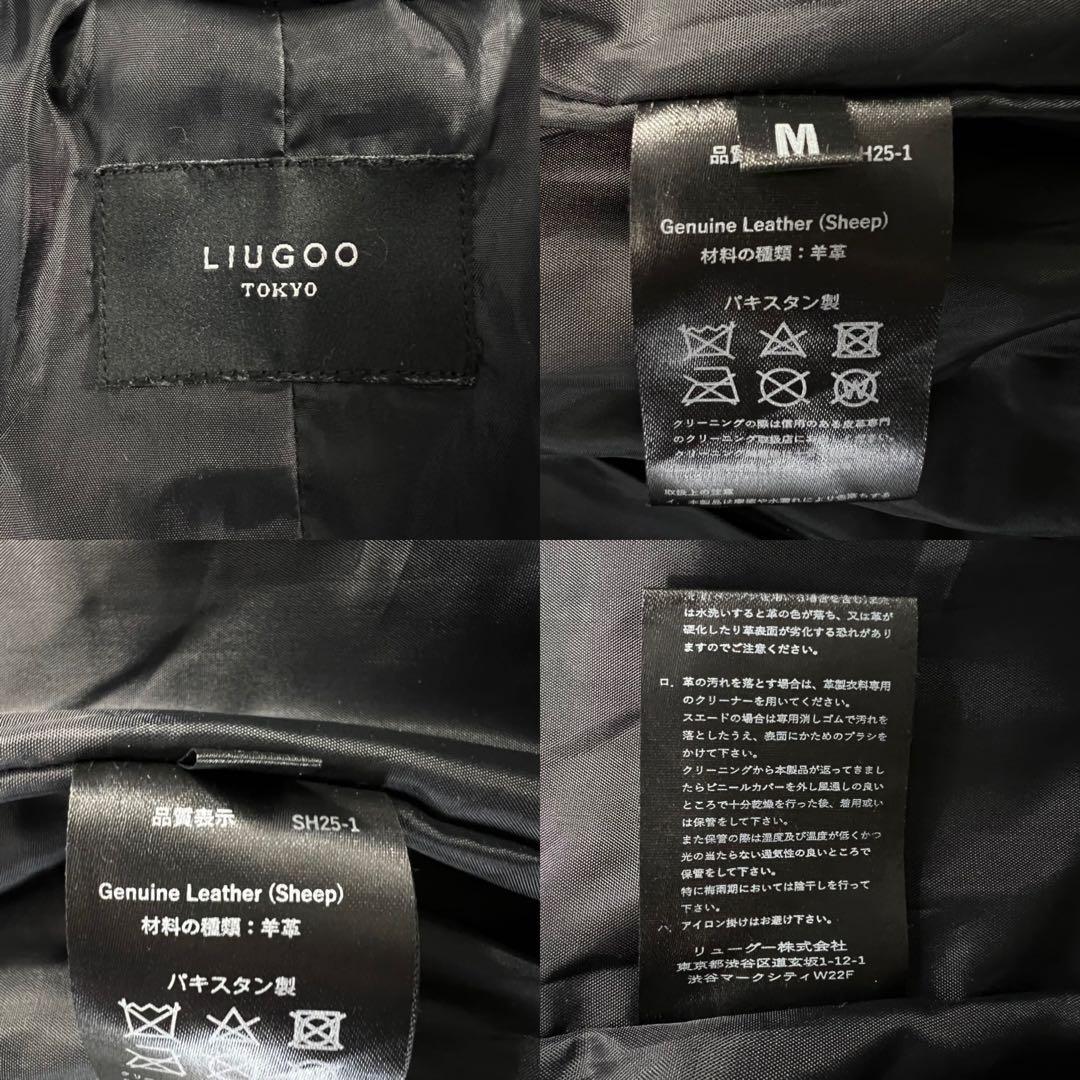 LIUGOO
TOKYO
M
品質
H25-1
Genuine Leather (Sheep)
材料の種類：羊革
パキスタン製
W
クリーニングの際は信用のある皮革専門
のクリーニング取扱店に
クリーニング
取扱上の注意
品質表示 SH25-1
Genuine Leather (Sheep)
材料の種類：羊革
パキスタン製
は水洗いすると革の色が落ち、又は革が
硬化したり革表面が劣化する恐れがあり
ますのでご注意ください。
ロ. 革の汚れを落とす場合は、革製衣料専用
のクリーナーを用いてください。
スエードの場合は専用消しゴムで汚れを
落としたうえ、表面にかためのブラシを
かけて下さい。
クリーニングから本製品が返ってきまし
たらビニールカバーを外し風通しの良い
ところで十分乾燥を行った後、着用或い
は保管をして下さい。
また保管の際は湿度及び温度が低くかつ
光の当たらない通気性の良いところで
保管をして下さい。
特に梅雨期においては陰干しを行って
下さい。
ハ. アイロン掛けはお避け下さい。
リューグー株式会社
東京都渋谷区道玄坂1-12-1
渋谷マークシティW22F